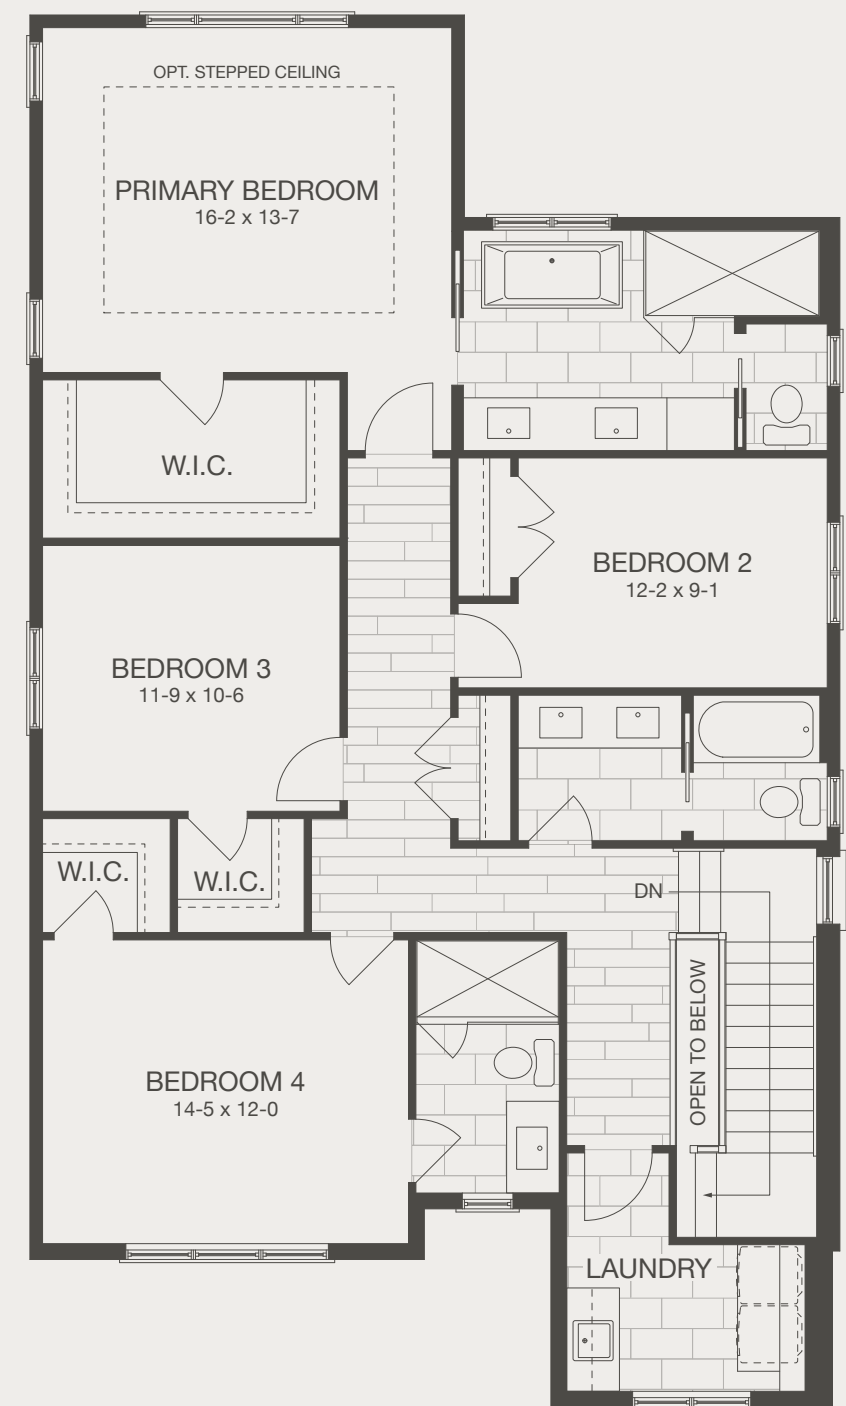 OPT. STEPPED CEILING
PRIMARY BEDROOM
16-2 x 13-7
W.I.C.
BEDROOM 2
12-2 x 9-1
BEDROOM 3
11-9 x 10-6
W.I.C.
W.I.C.
DN
OPEN TO BELOW
BEDROOM 4
14-5 x 12-0
LAUNDRY